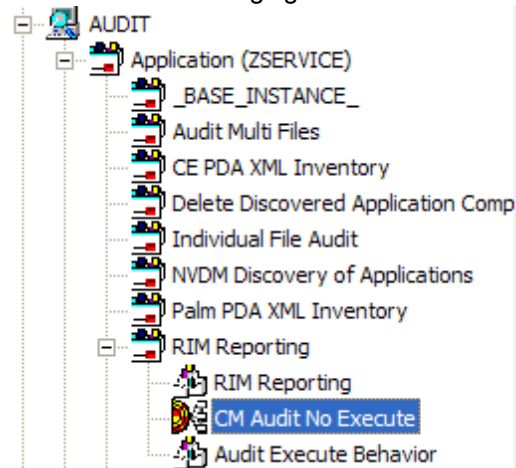 AUDIT
Application (ZSERVICE)
_BASE_INSTANCE_
Audit Multi Files
CE PDA XML Inventory
Delete Discovered Application Comp
Individual File Audit
NVDM Discovery of Applications
Palm PDA XML Inventory
RIM Reporting
RIM Reporting
CM Audit No Execute
Audit Execute Behavior